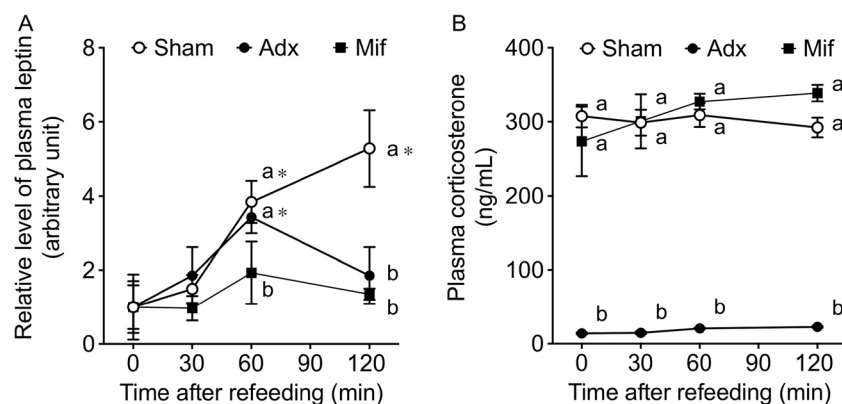 A
Sham Adx Mif
Relative level of plasma leptin
(arbitrary unit)
8
6
4
2
0
a*
a*
a*
b
b
b
0 30 60 90 120
Time after refeeding (min)
B
Sham Adx Mif
Plasma corticosterone
(ng/mL)
400
300
200
100
0
a a a a
a a a a
b b b b
0 30 60 90 120
Time after refeeding (min)